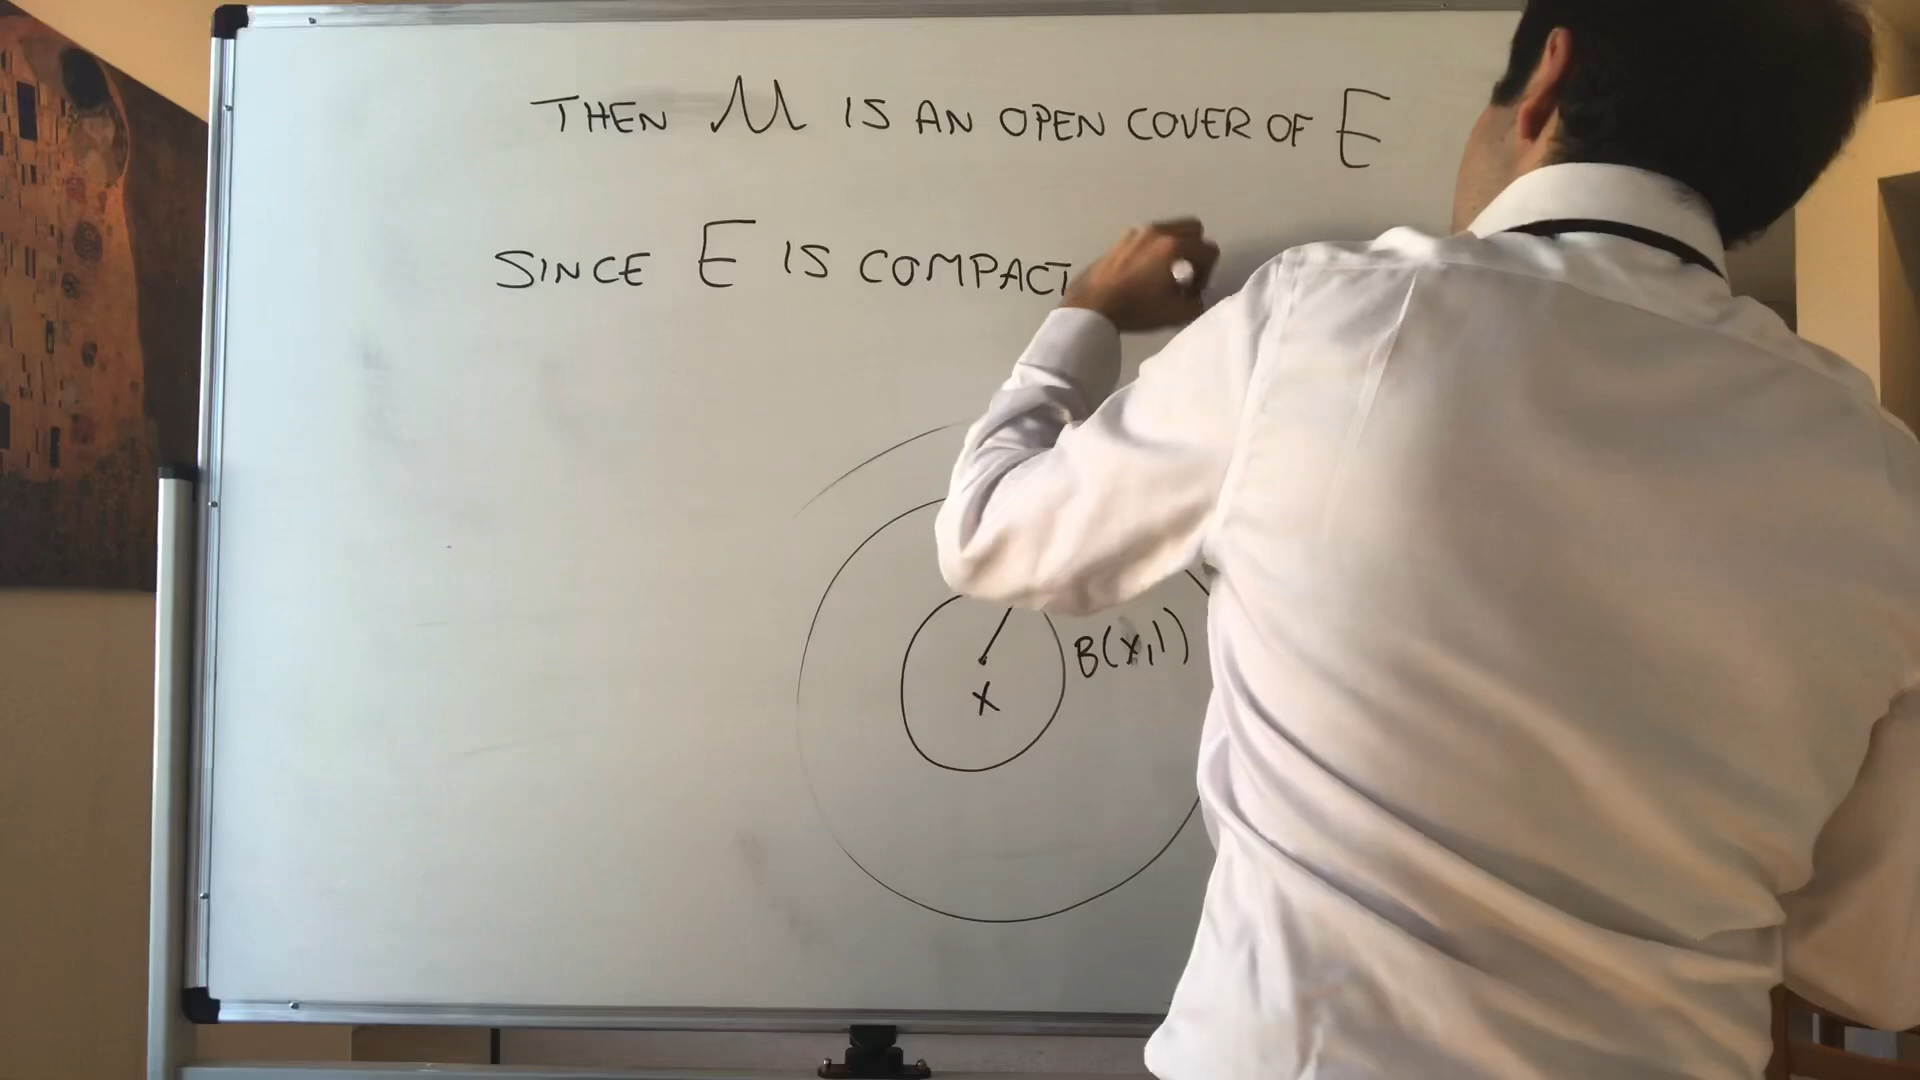 THEN U IS AN OPEN COVER OF E
SINCE E IS COMPACT
B(x,1)
x